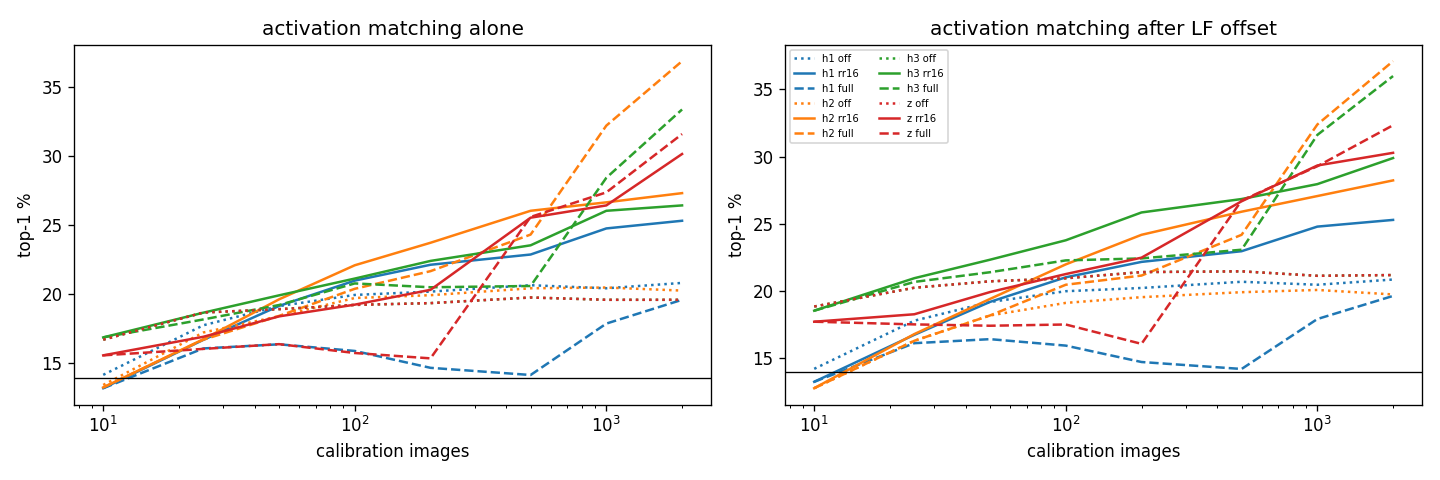 activation matching alone
top-1 %
35
30
25
20
15
10¹
10²
10³
calibration images
activation matching after LF offset
top-1 %
35
30
25
20
15
h1 off
h1 rr16
h1 full
h2 off
h2 rr16
h2 full
h3 off
h3 rr16
h3 full
z off
z rr16
z full
10¹
10²
10³
calibration images